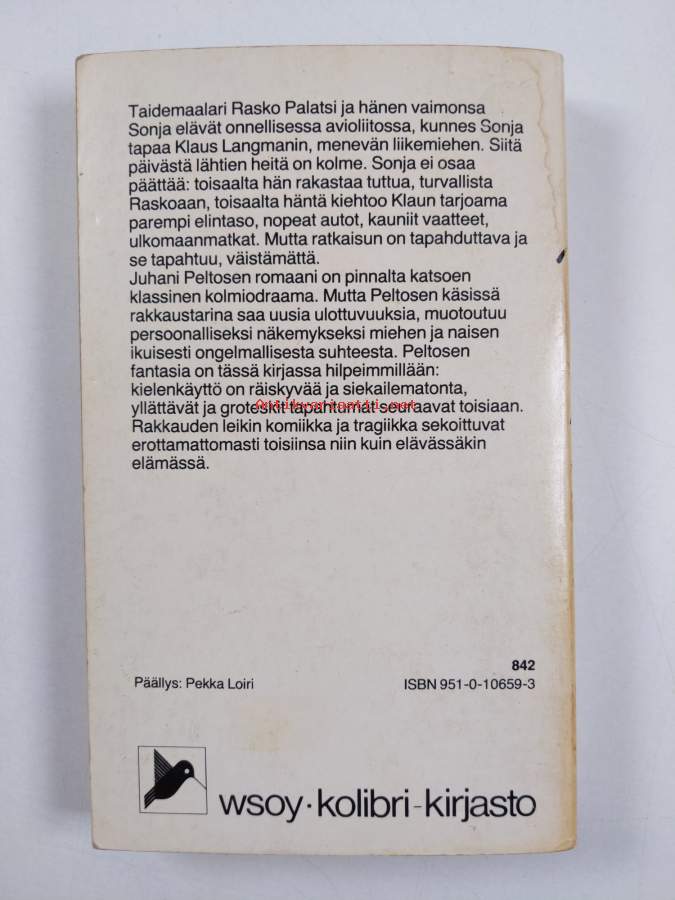 Taidemaalari Rasko Palatsi ja hänen vaimonsa
Sonja elävät onnellisessa avioliitossa, kunnes Sonja
tapaa Klaus Langmanin, menevän liikemiehen. Siitä
päivästä lähtien heitä on kolme. Sonja ei osaa
päättää: toisaalta hän rakastaa tuttua, turvallista
Raskoaan, toisaalta häntä kiehtoo Klaun tarjoama
parempi elintaso, nopeat autot, kauniit vaatteet,
ulkomaanmatkat. Mutta ratkaisun on tapahduttava ja
se tapahtuu, väistämättä.
Juhani Peltosen romaani on pinnalta katsoen
klassinen kolmiodraama. Mutta Peltosen käsissä
rakkaustarina saa uusia ulottuvuuksia, muotoutuu
persoonalliseksi näkemykseksi miehen ja naisen
ikuisesti ongelmallisesta suhteesta. Peltosen
fantasia on tässä kirjassa hilpeimmillään:
kielenkäyttö on räiskyvää ja siekailematonta,
yllättävät ja groteskit tapahtumat seuraavat toisiaan.
Antikvariaatti.net
Rakkauden leikin komiikka ja tragiikka sekoittuvat
erottamattomasti toisiinsa niin kuin elävässäkin
elämässä.
842
Päällys: Pekka Loiri ISBN 951-0-10659-3
wsoy·kolibri-kirjasto